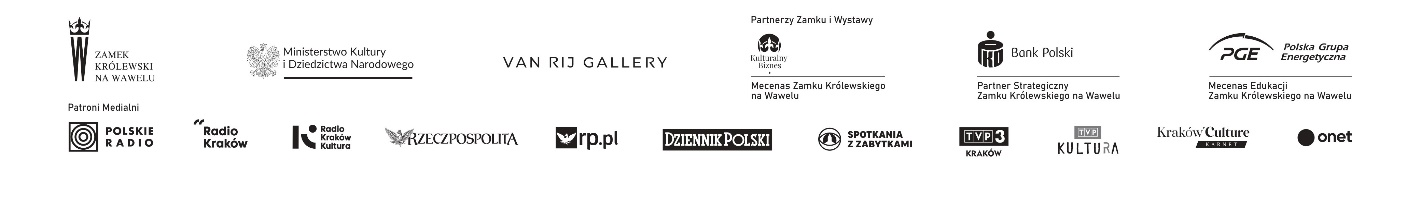 Partnerzy Zamku i Wystawy
ZAMEK
KRÓLEWSKI
NA WAWELU
Ministerstwo Kultury
i Dziedzictwa Narodowego
VAN RIJ GALLERY
Kulturalny
Biznes
Mecenas Zamku Królewskiego
na Wawelu
Bank Polski
Partner Strategiczny
Zamku Królewskiego na Wawelu
PGE
Polska Grupa
Energetyczna
Mecenas Edukacji
Zamku Królewskiego na Wawelu
Patroni Medialni
POLSKIE
RADIO
Radio
Kraków
Radio
Kraków
Kultura
RZECZPOSPOLITA
rp.pl
DZIENNIK POLSKI
SPOTKANIA
Z ZABYTKAMI
TVP3
KRAKÓW
TVP
KULTURA
Kraków Culture
KARNET
onet